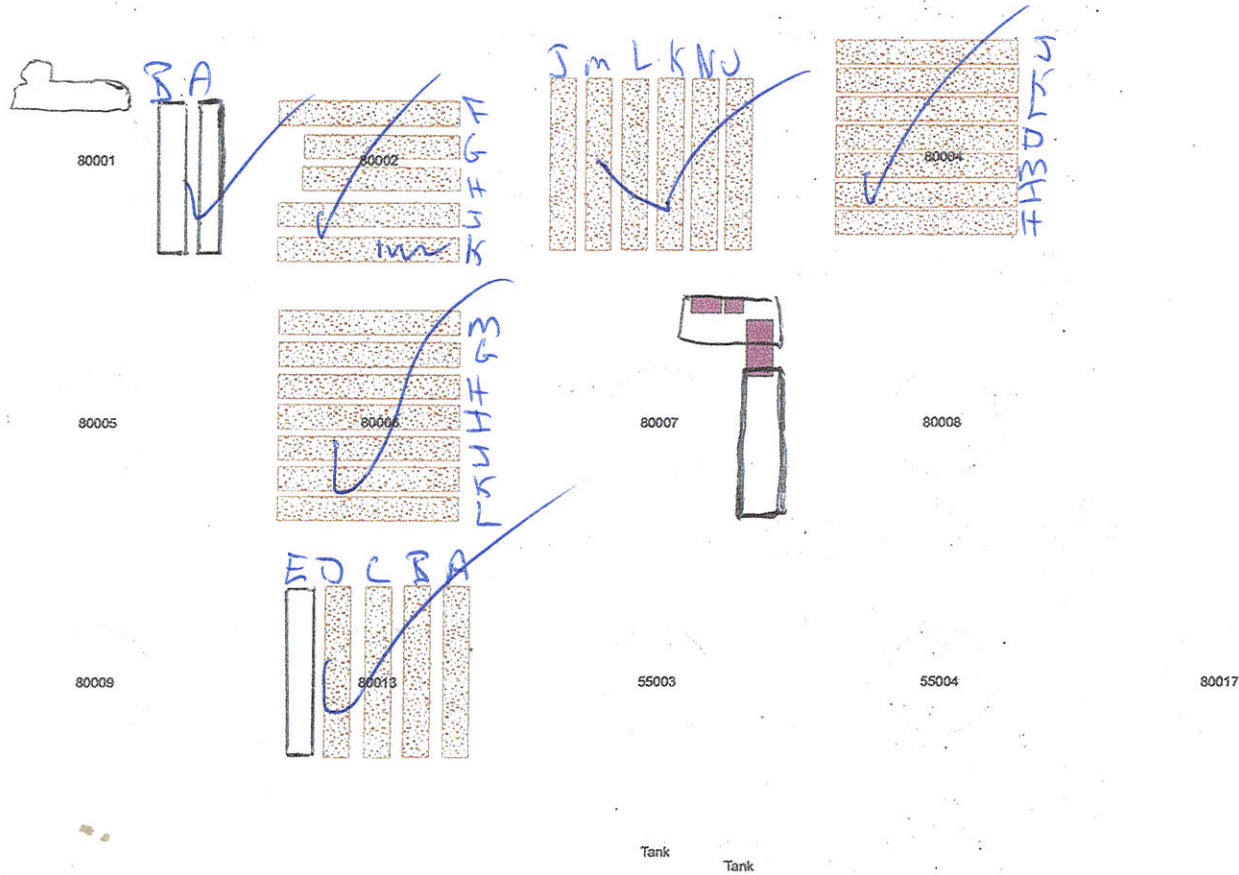 B A
80001
80002
F
G
F
J
K
J M L K N J
80004
J
K
L
D
B
H
F
80005
80006
B
G
F
H
J
K
L
80007
80008
E D C B A
80009
80013
55003
55004
80017
Tank
Tank